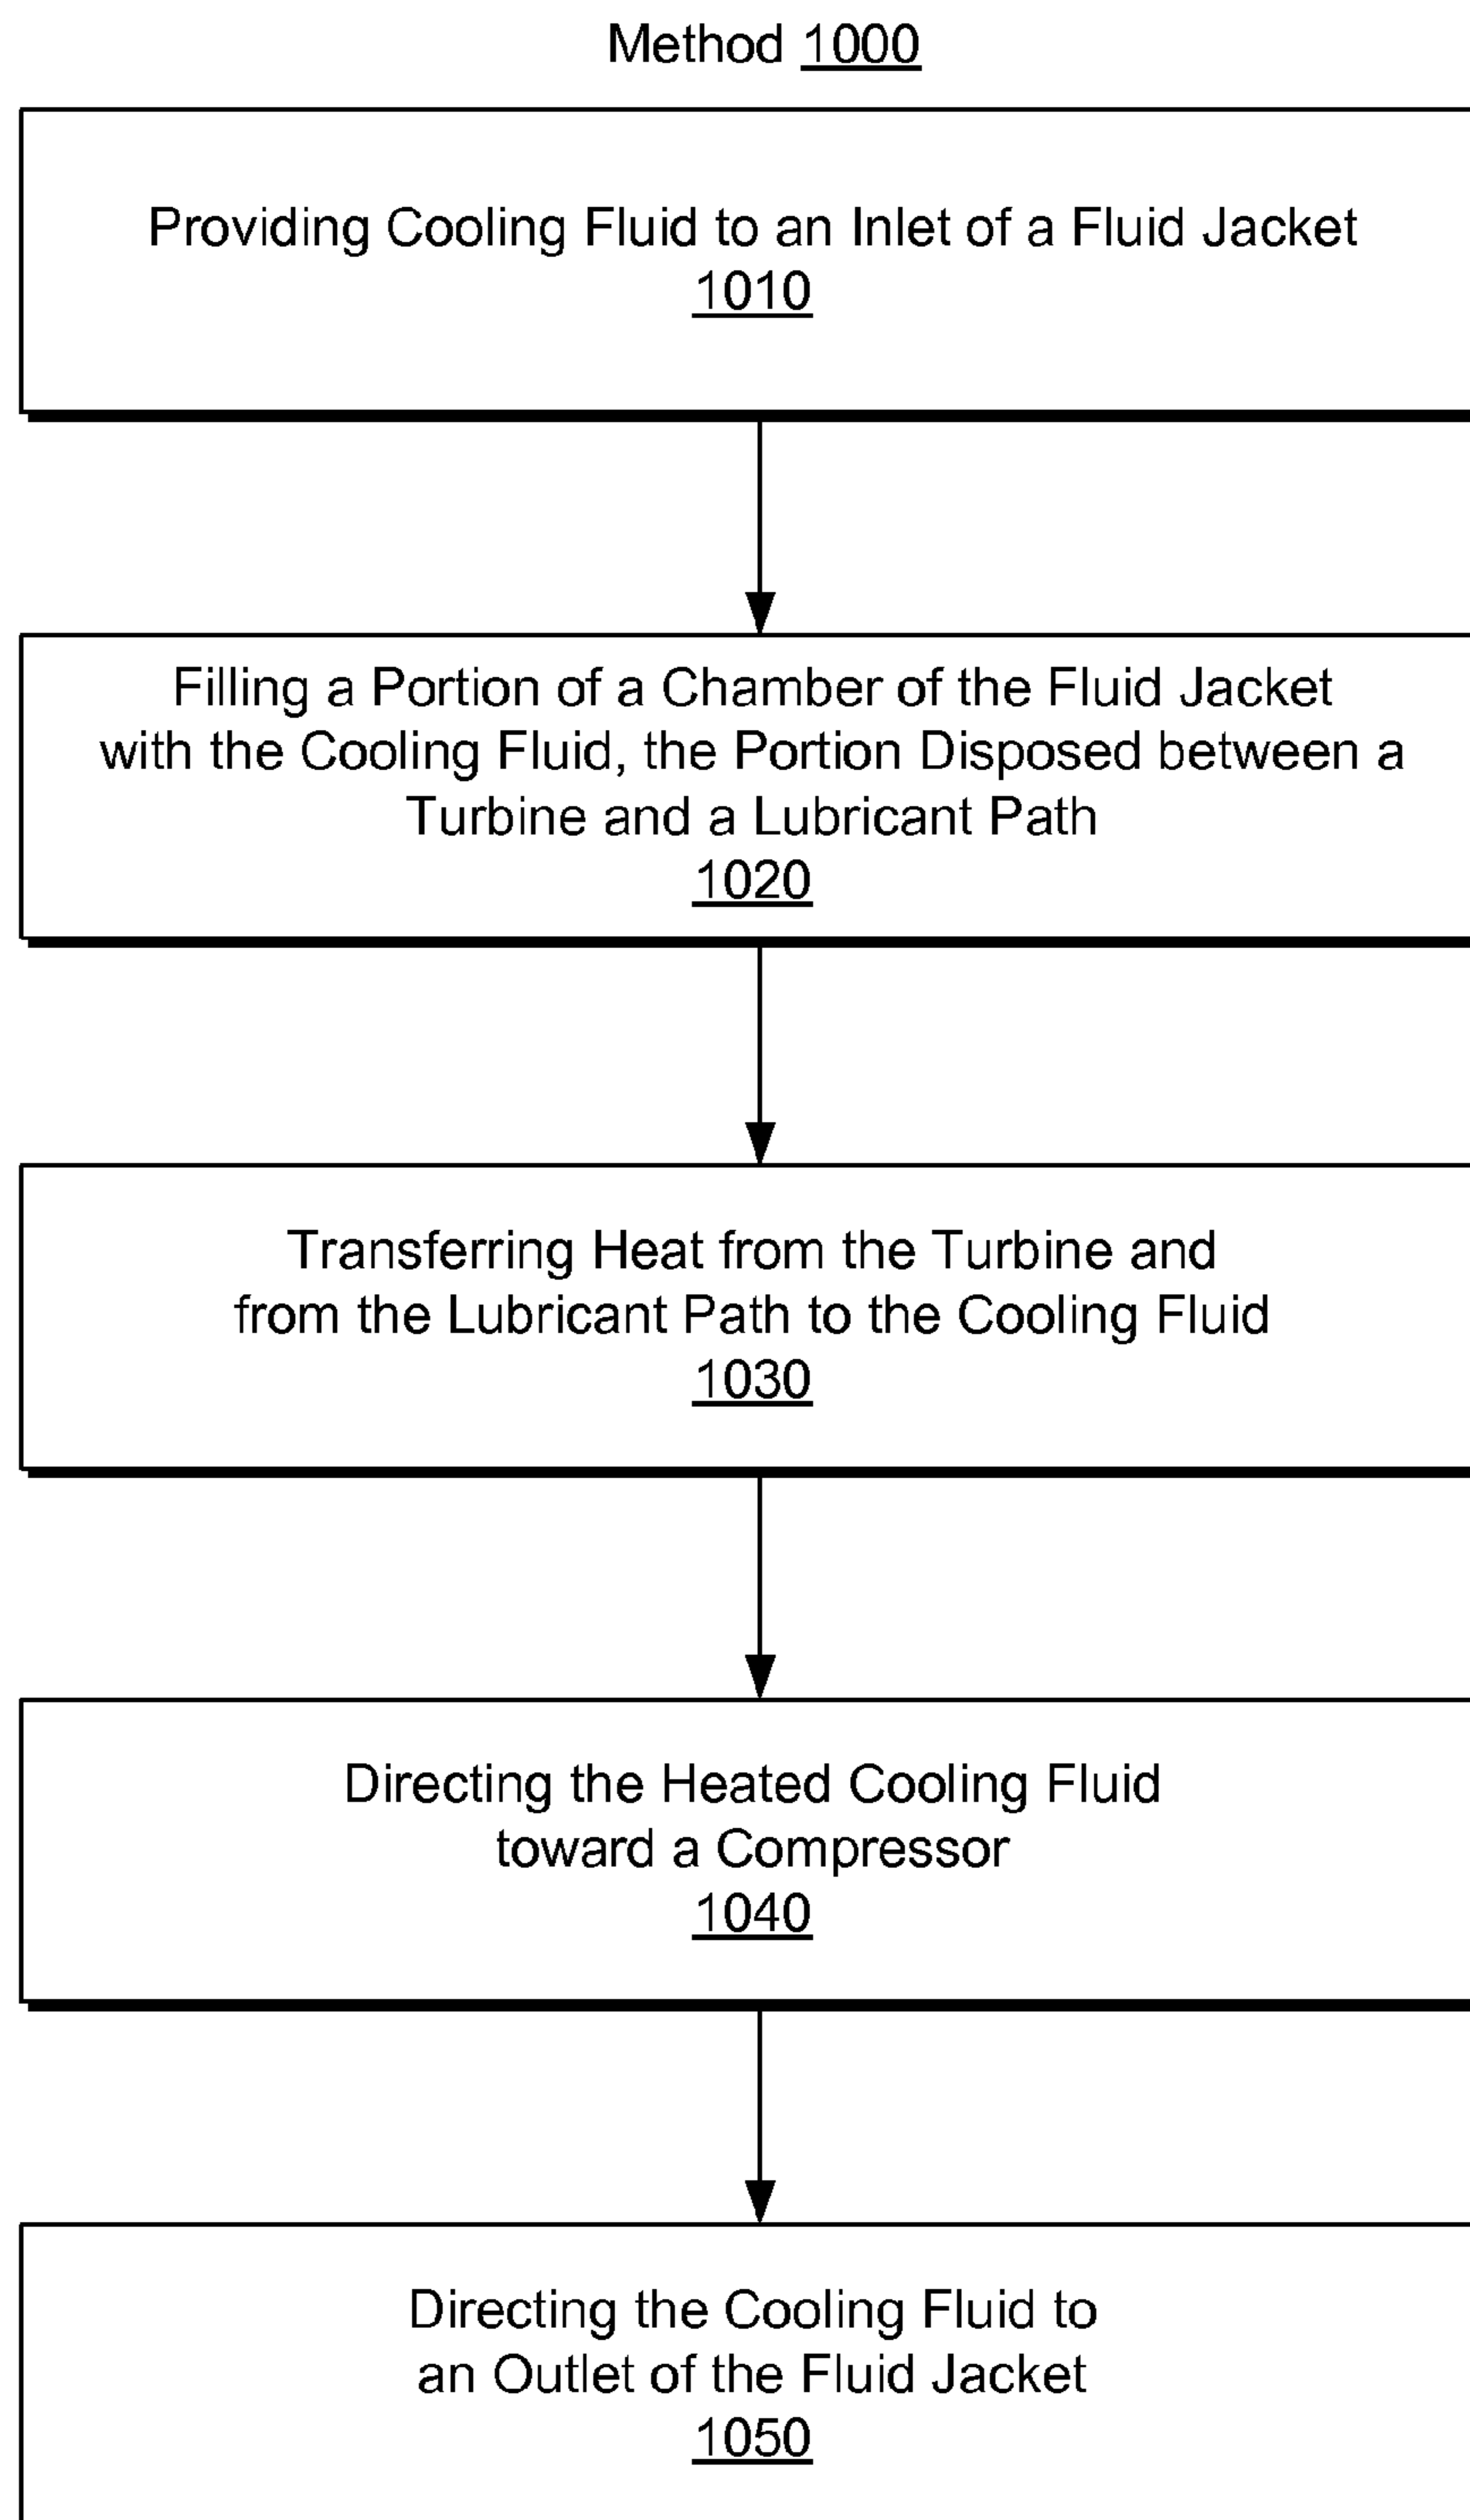 Method 1000
Providing Cooling Fluid to an Inlet of a Fluid Jacket
1010
Filling a Portion of a Chamber of the Fluid Jacket
with the Cooling Fluid, the Portion Disposed between a
Turbine and a Lubricant Path
1020
Transferring Heat from the Turbine and
from the Lubricant Path to the Cooling Fluid
1030
Directing the Heated Cooling Fluid
toward a Compressor
1040
Directing the Cooling Fluid to
an Outlet of the Fluid Jacket
1050